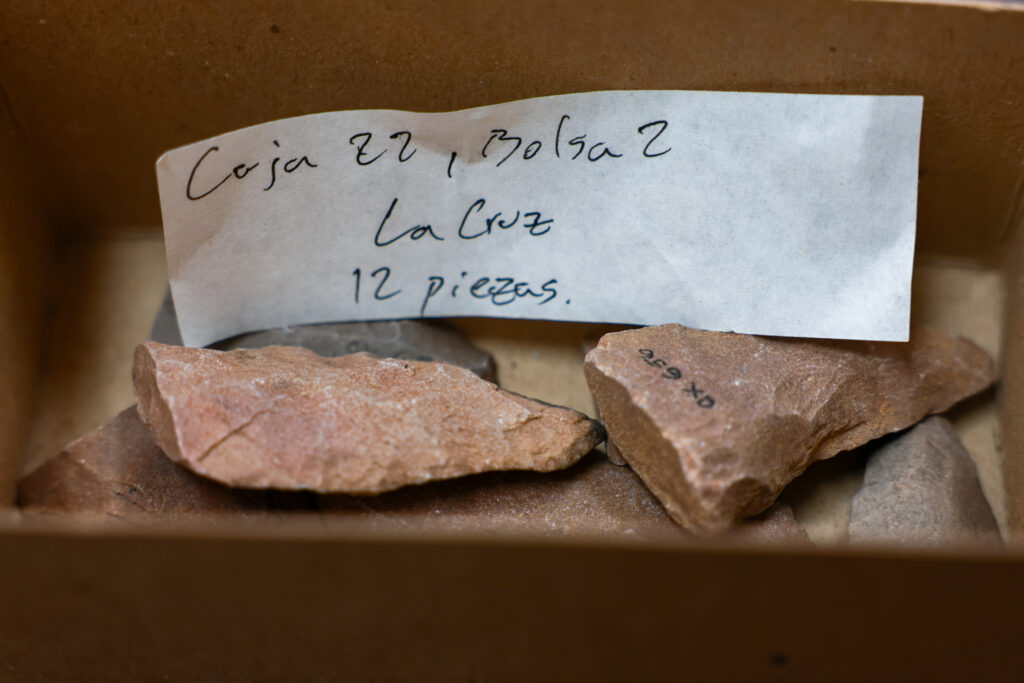 Caja 22, Bolsa 2
La Cruz
12 piezas.